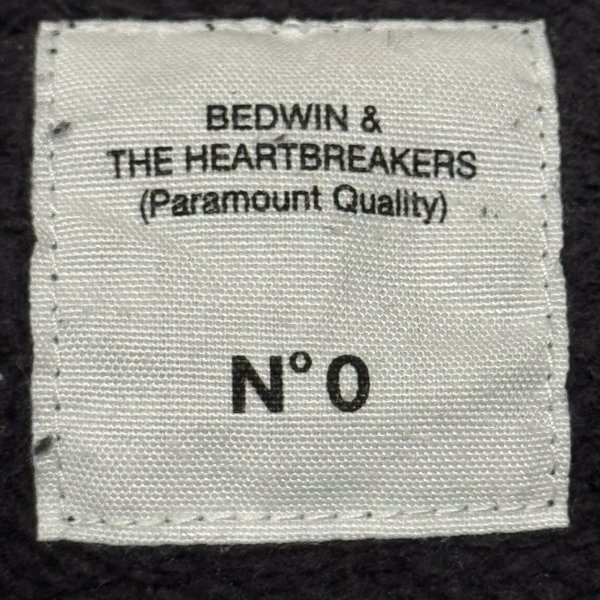 BEDWIN &
THE HEARTBREAKERS
(Paramount Quality)
N° 0